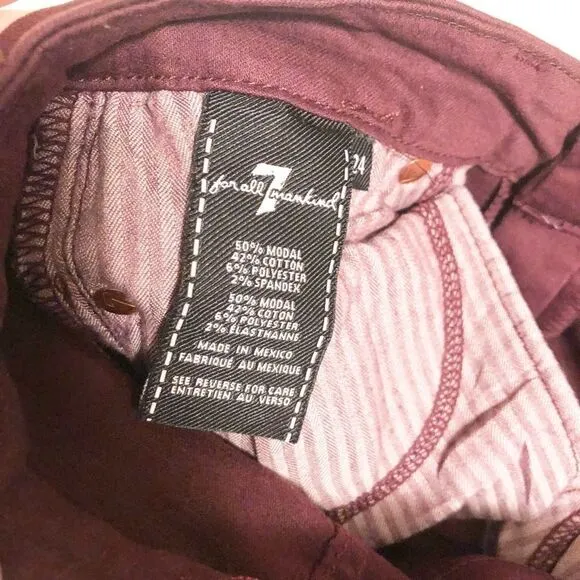 7
for all mankind
24
50% MODAL
42% COTTON
6% POLYESTER
2% SPANDEX
50% MODAL
42% COTON
6% POLYESTER
2% ELASTHANNE
MADE IN MEXICO
FABRIQUÉ AU MEXIQUE
SEE REVERSE FOR CARE
ENTRETIEN AU VERSO